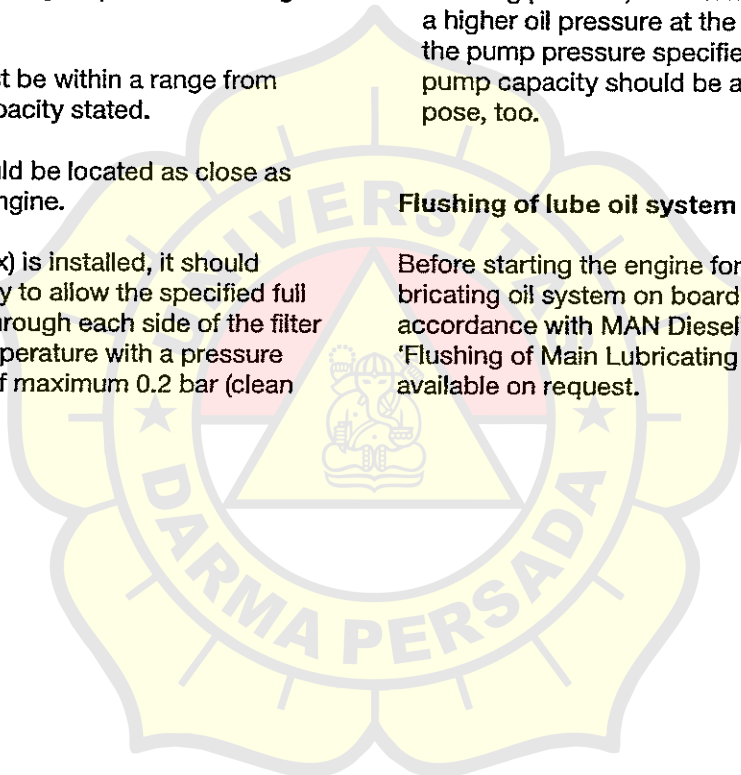 st be within a range from
pacity stated.
uld be located as close as
ngine.
x) is installed, it should
y to allow the specified full
rough each side of the filter
perature with a pressure
f maximum 0.2 bar (clean
a higher oil pressure at the
the pump pressure specifie
pump capacity should be a
pose, too.
Flushing of lube oil system
Before starting the engine for
bricating oil system on board
accordance with MAN Diesel
'Flushing of Main Lubricating
available on request.
UNIVERSITAS
DARMA PERSADA